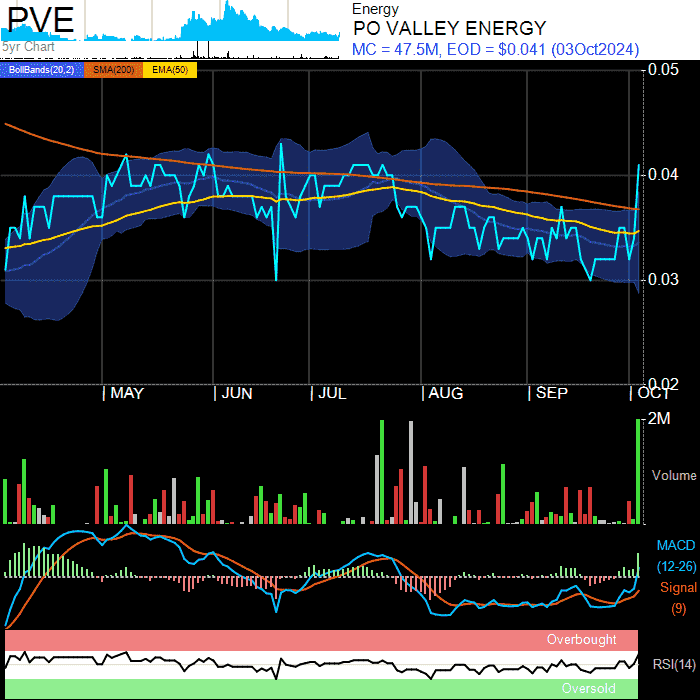 PVE
5yr Chart
Energy
PO VALLEY ENERGY
MC = 47.5M, EOD = $0.041 (03Oct2024)
BollBands(20,2) SMA(200) EMA(50)
0.05
0.04
0.03
0.02
MAY JUN JUL AUG SEP OCT
2M
Volume
MACD
(12-26)
Signal
(9)
Overbought
RSI(14)
Oversold